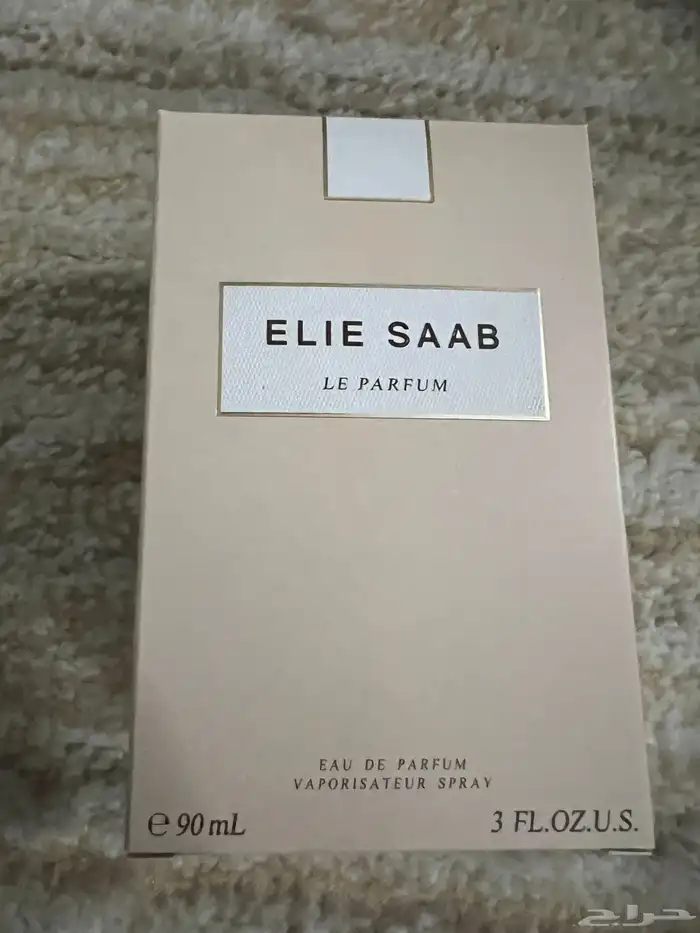 ELIE SAAB
LE PARFUM
EAU DE PARFUM
VAPORISATEUR SPRAY
℮ 90 mL 3 FL.OZ.U.S.
حراج